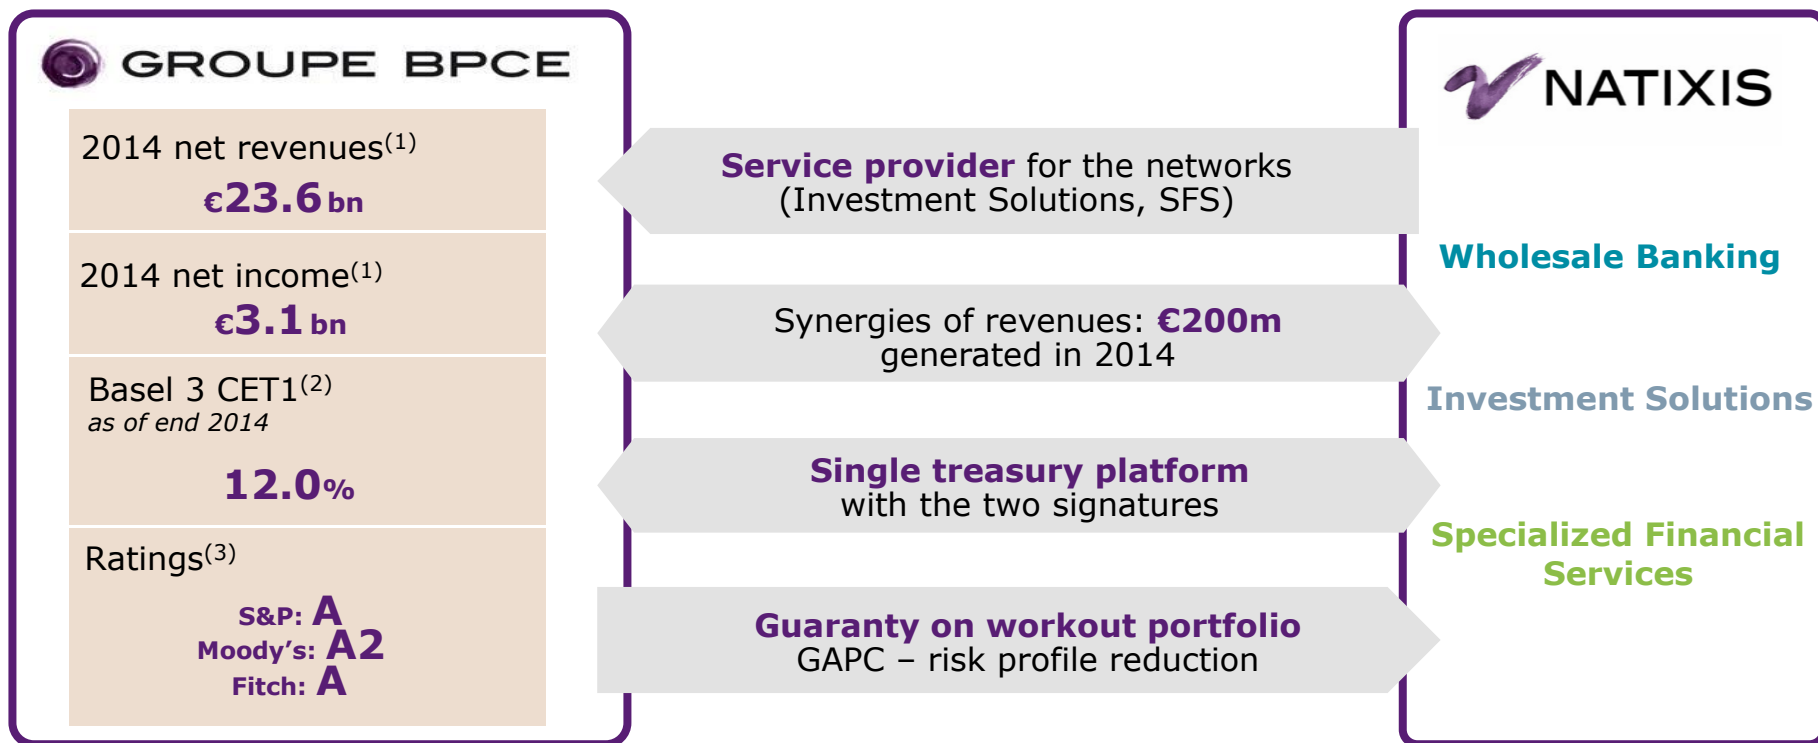 GROUPE BPCE
2014 net revenues(1)
€23.6 bn
2014 net income(1)
€3.1 bn
Basel 3 CET1(2)
as of end 2014
12.0%
Ratings(3)
S&P: A
Moody’s: A2
Fitch: A
Service provider for the networks
(Investment Solutions, SFS)
Synergies of revenues: €200m
generated in 2014
Single treasury platform
with the two signatures
Guaranty on workout portfolio
GAPC – risk profile reduction
NATIXIS
Wholesale Banking
Investment Solutions
Specialized Financial
Services